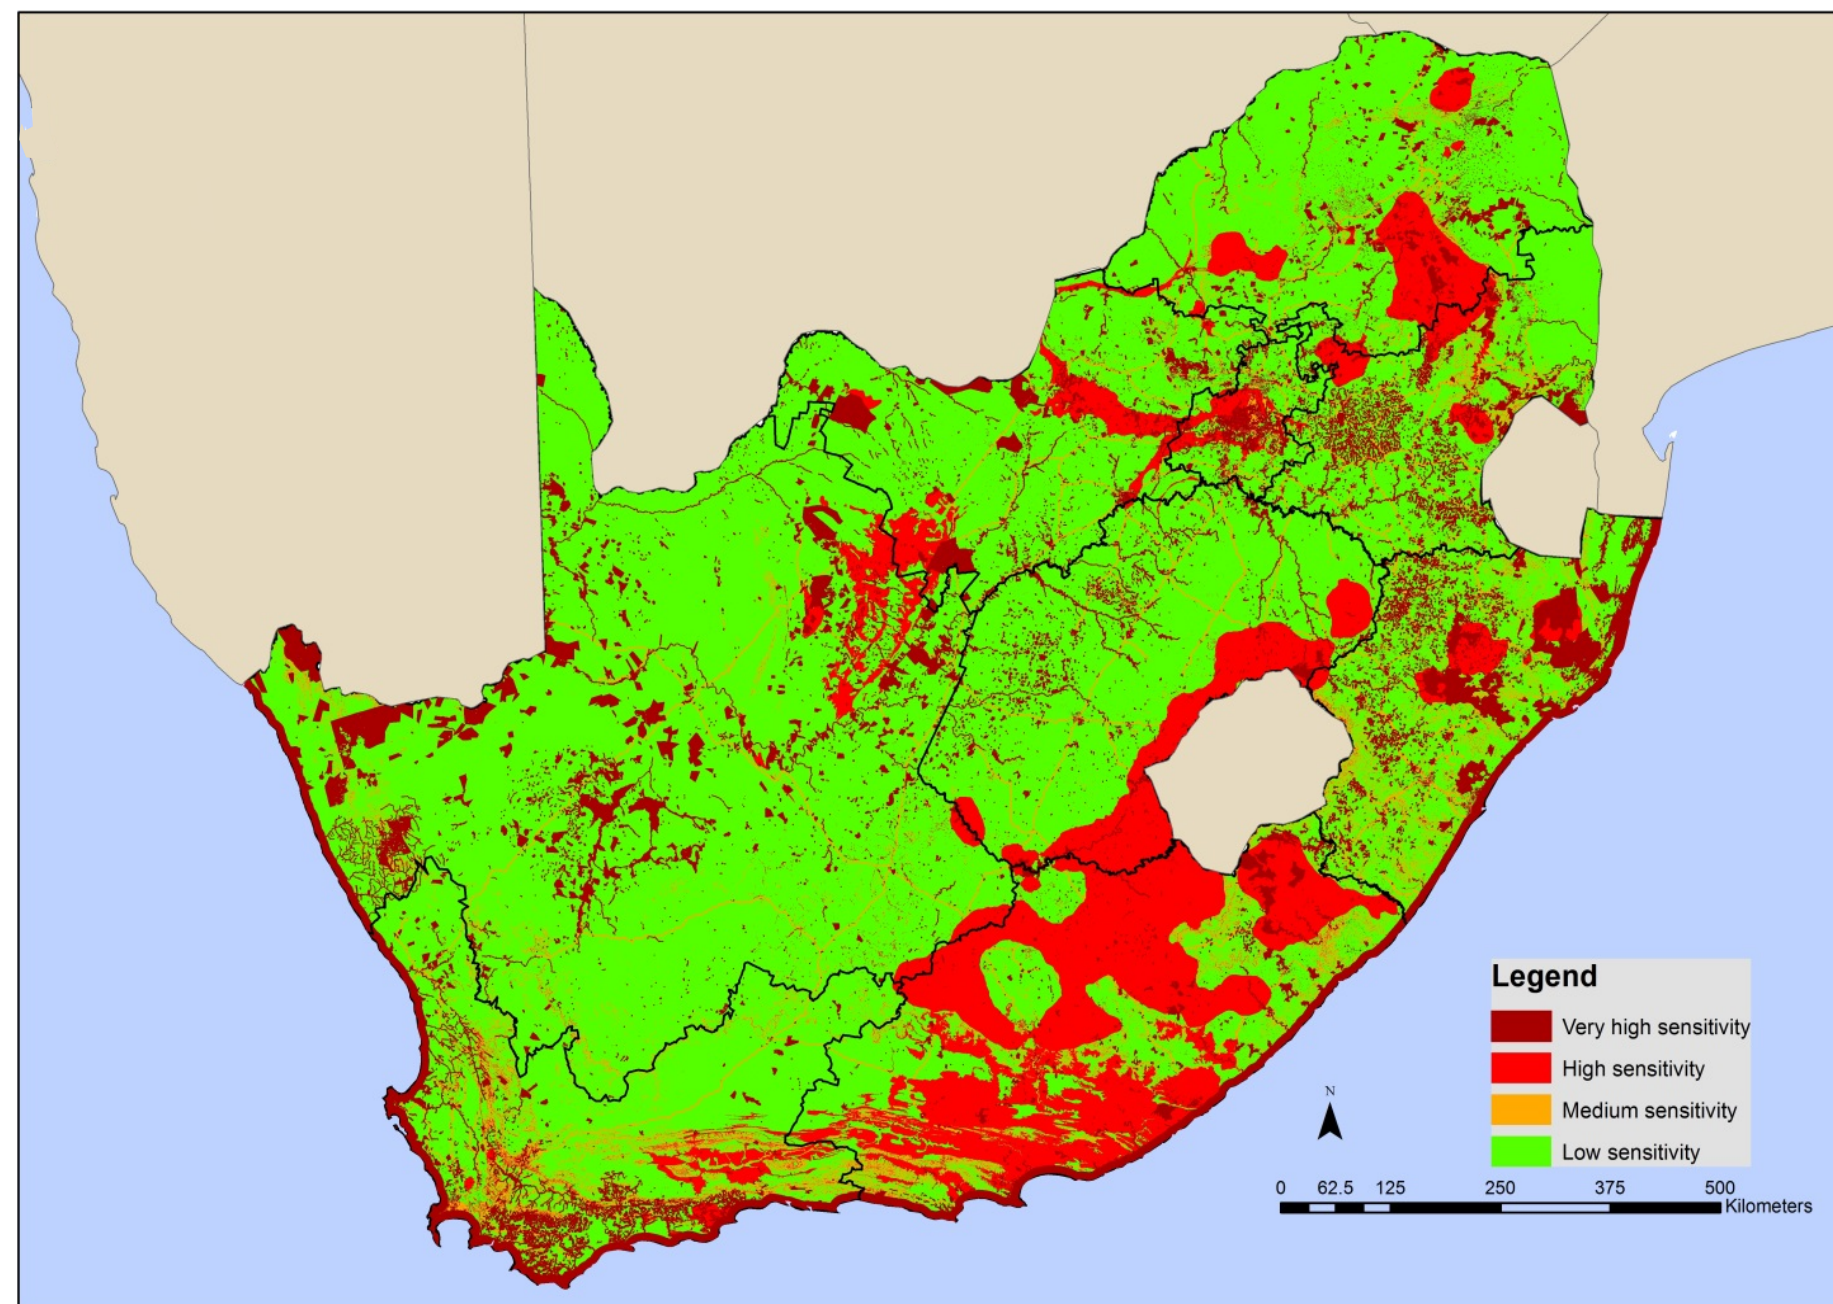 Legend
Very high sensitivity
High sensitivity
Medium sensitivity
Low sensitivity
N
0 62.5 125 250 375 500
Kilometers